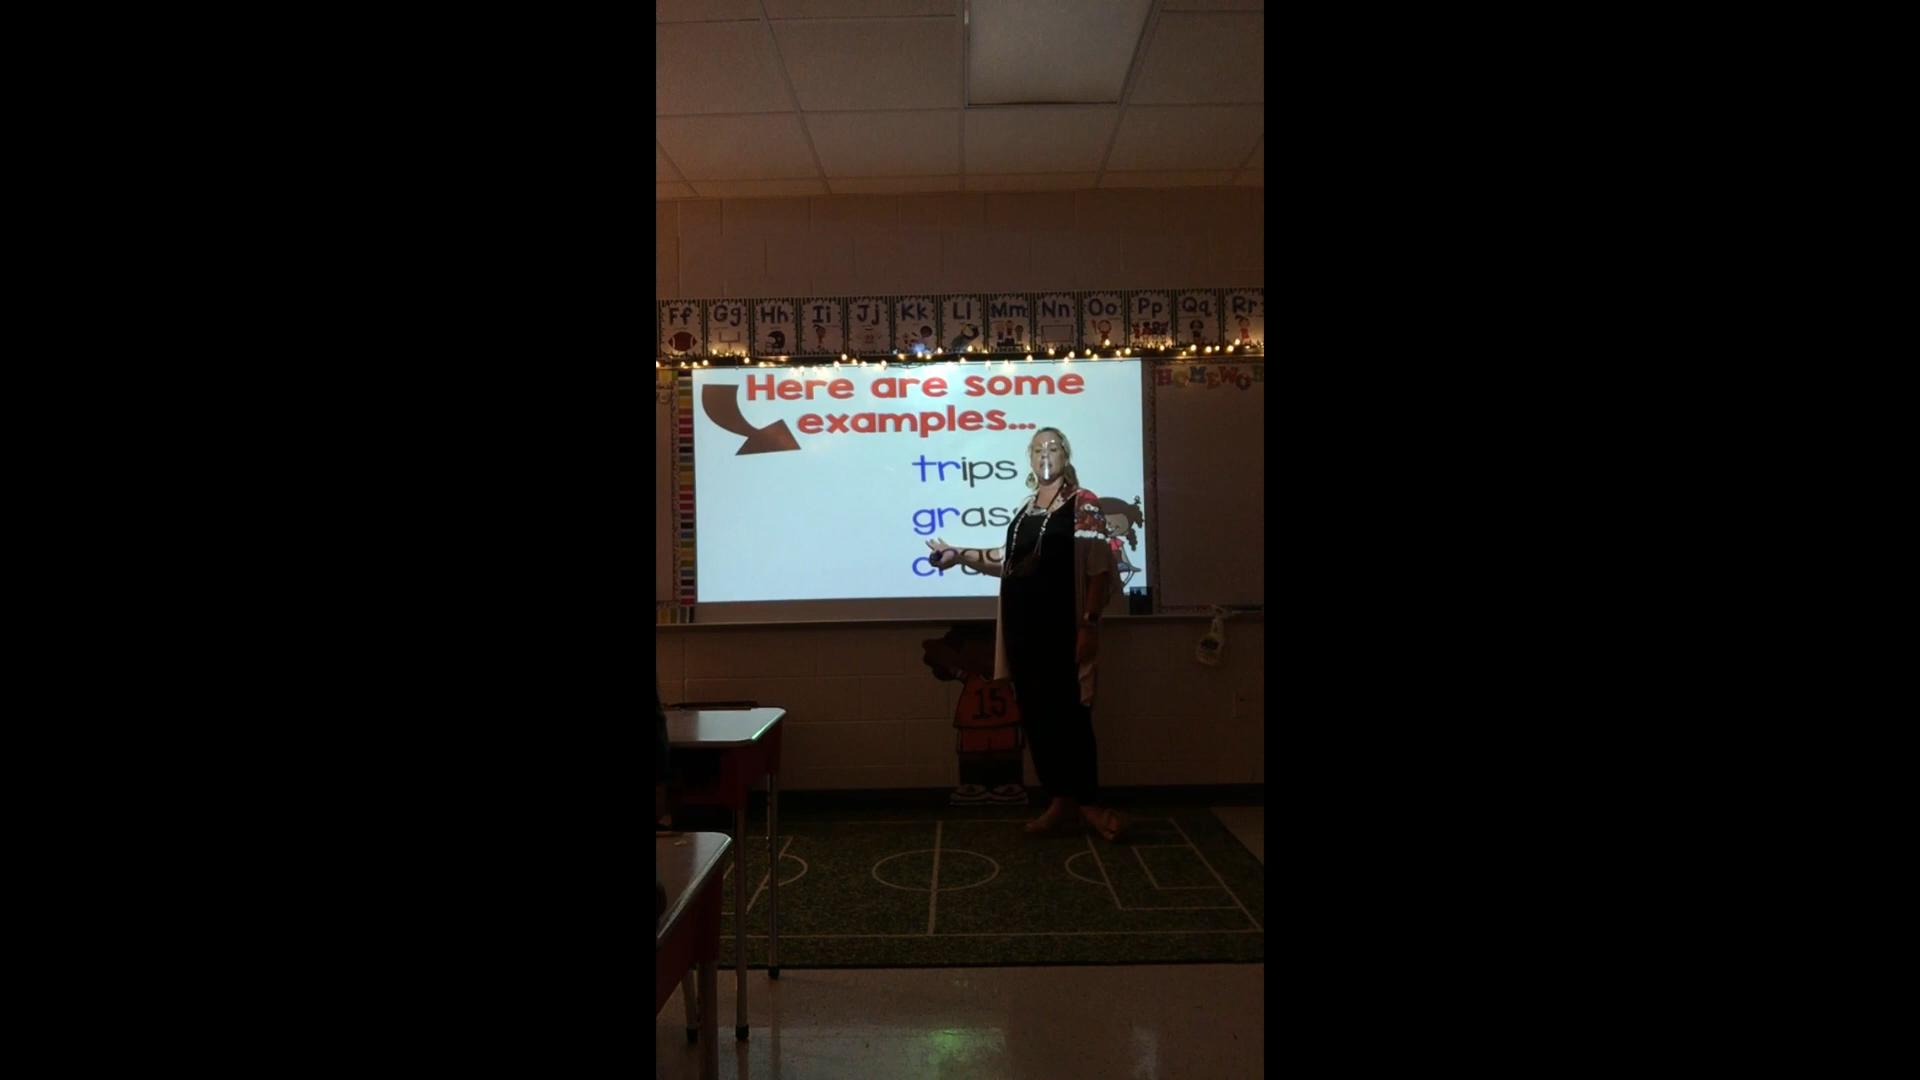 Ff Gg Hh Ii Jj Kk Ll Mm Nn Oo Pp Qq Rr
HOMEWO
Here are some
examples...
trips
gras
15